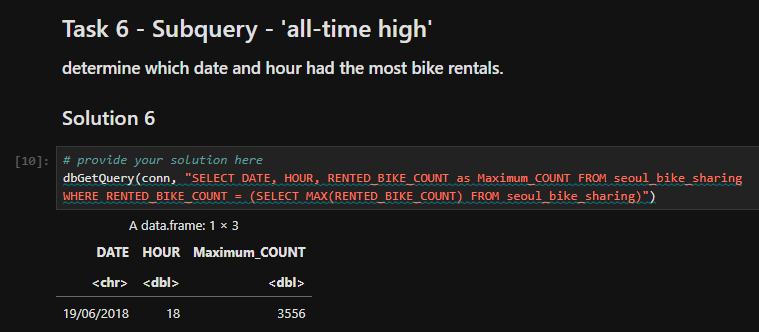 Task 6 - Subquery - 'all-time high'
determine which date and hour had the most bike rentals.
Solution 6
[10]: # provide your solution here
dbGetQuery(conn, "SELECT DATE, HOUR, RENTED_BIKE_COUNT as Maximum_COUNT FROM seoul_bike_sharing
WHERE RENTED_BIKE_COUNT = (SELECT MAX(RENTED_BIKE_COUNT) FROM seoul_bike_sharing)")
A data.frame: 1 × 3
DATE HOUR Maximum_COUNT
<chr> <dbl> <dbl>
19/06/2018 18 3556